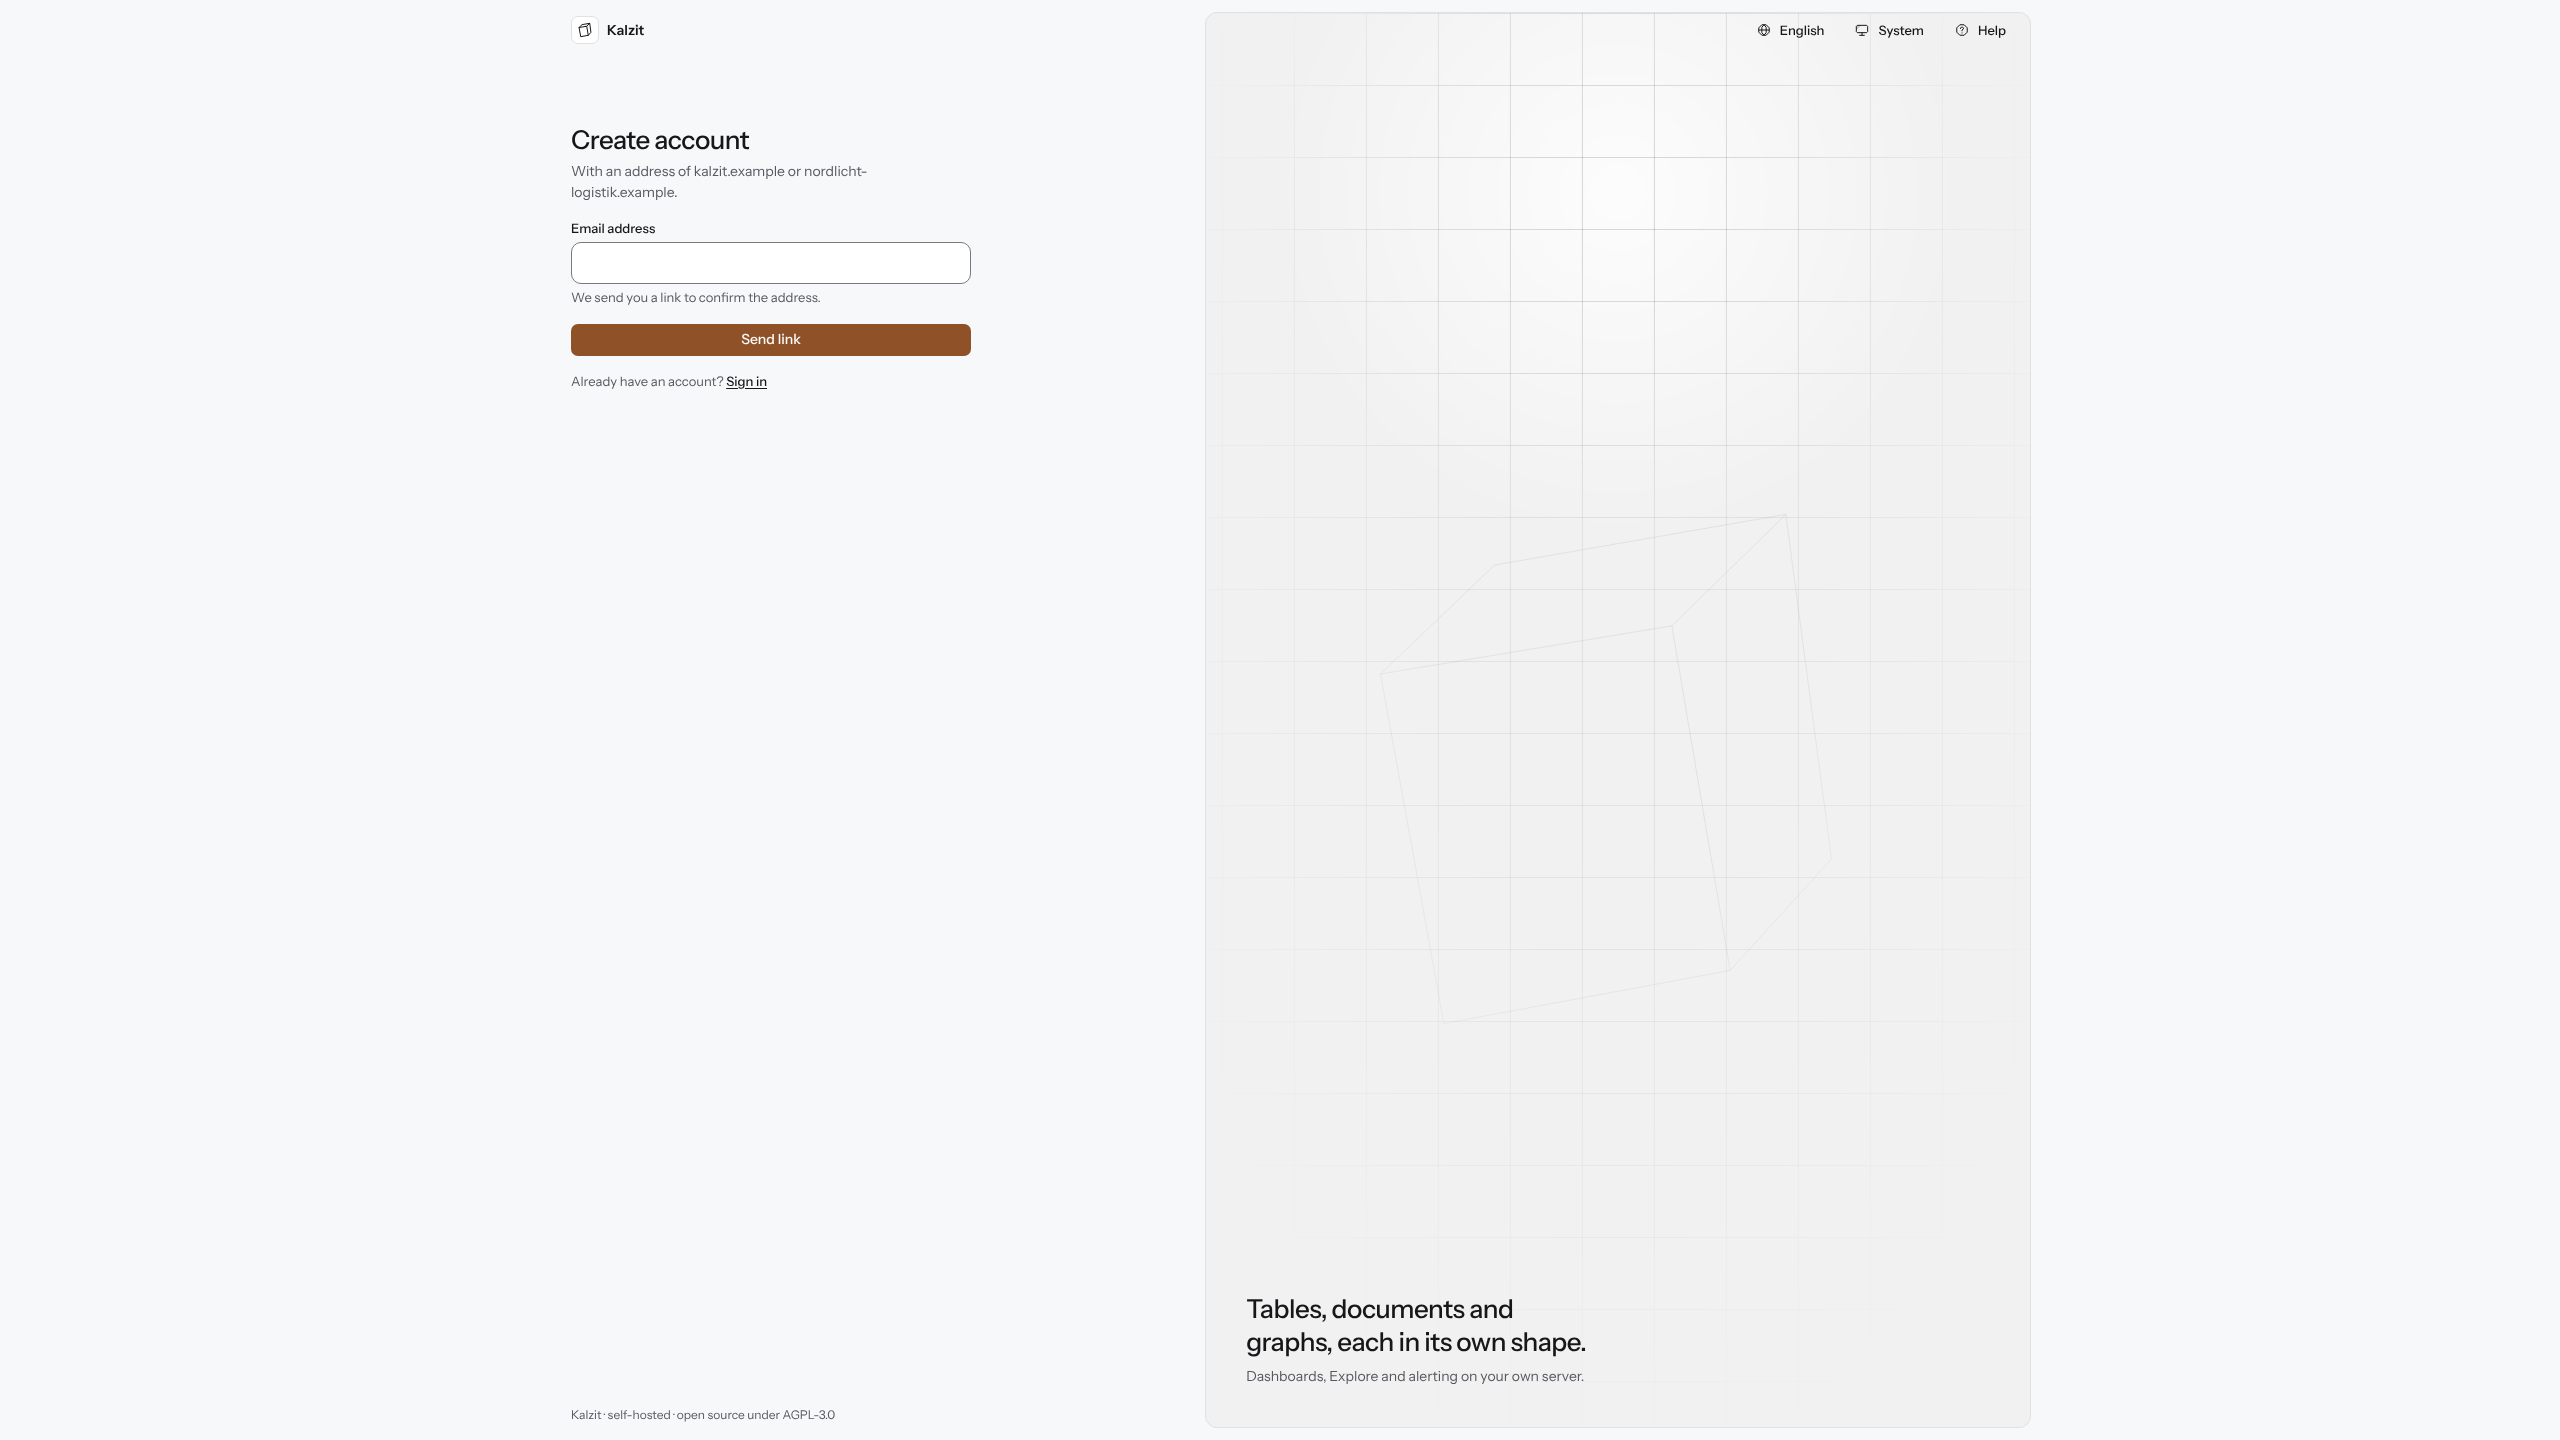 Kalzit
English
System
Help
Create account
With an address of kalzit.example or nordlicht-
logistik.example.
Email address
We send you a link to confirm the address.
Send link
Already have an account? Sign in
Tables, documents and
graphs, each in its own shape.
Dashboards, Explore and alerting on your own server.
Kalzit · self-hosted · open source under AGPL-3.0